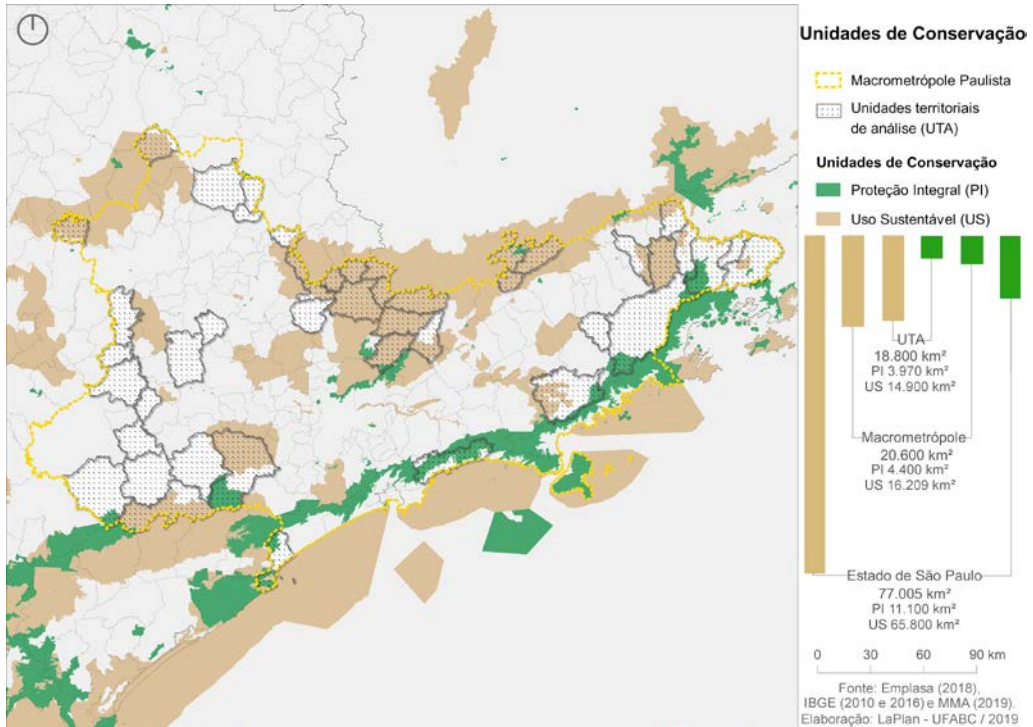 Unidades de Conservação
Macrometrópole Paulista
Unidades territoriais
de análise (UTA)
Unidades de Conservação
Proteção Integral (PI)
Uso Sustentável (US)
UTA
18.800 km²
PI 3.970 km²
US 14.900 km²
Macrometrópole
20.600 km²
PI 4.400 km²
US 16.209 km²
Estado de São Paulo
77.005 km²
PI 11.100 km²
US 65.800 km²
0 30 60 90 km
Fonte: Emplasa (2018),
IBGE (2010 e 2016) e MMA (2019).
Elaboração: LaPlan - UFABC / 2019